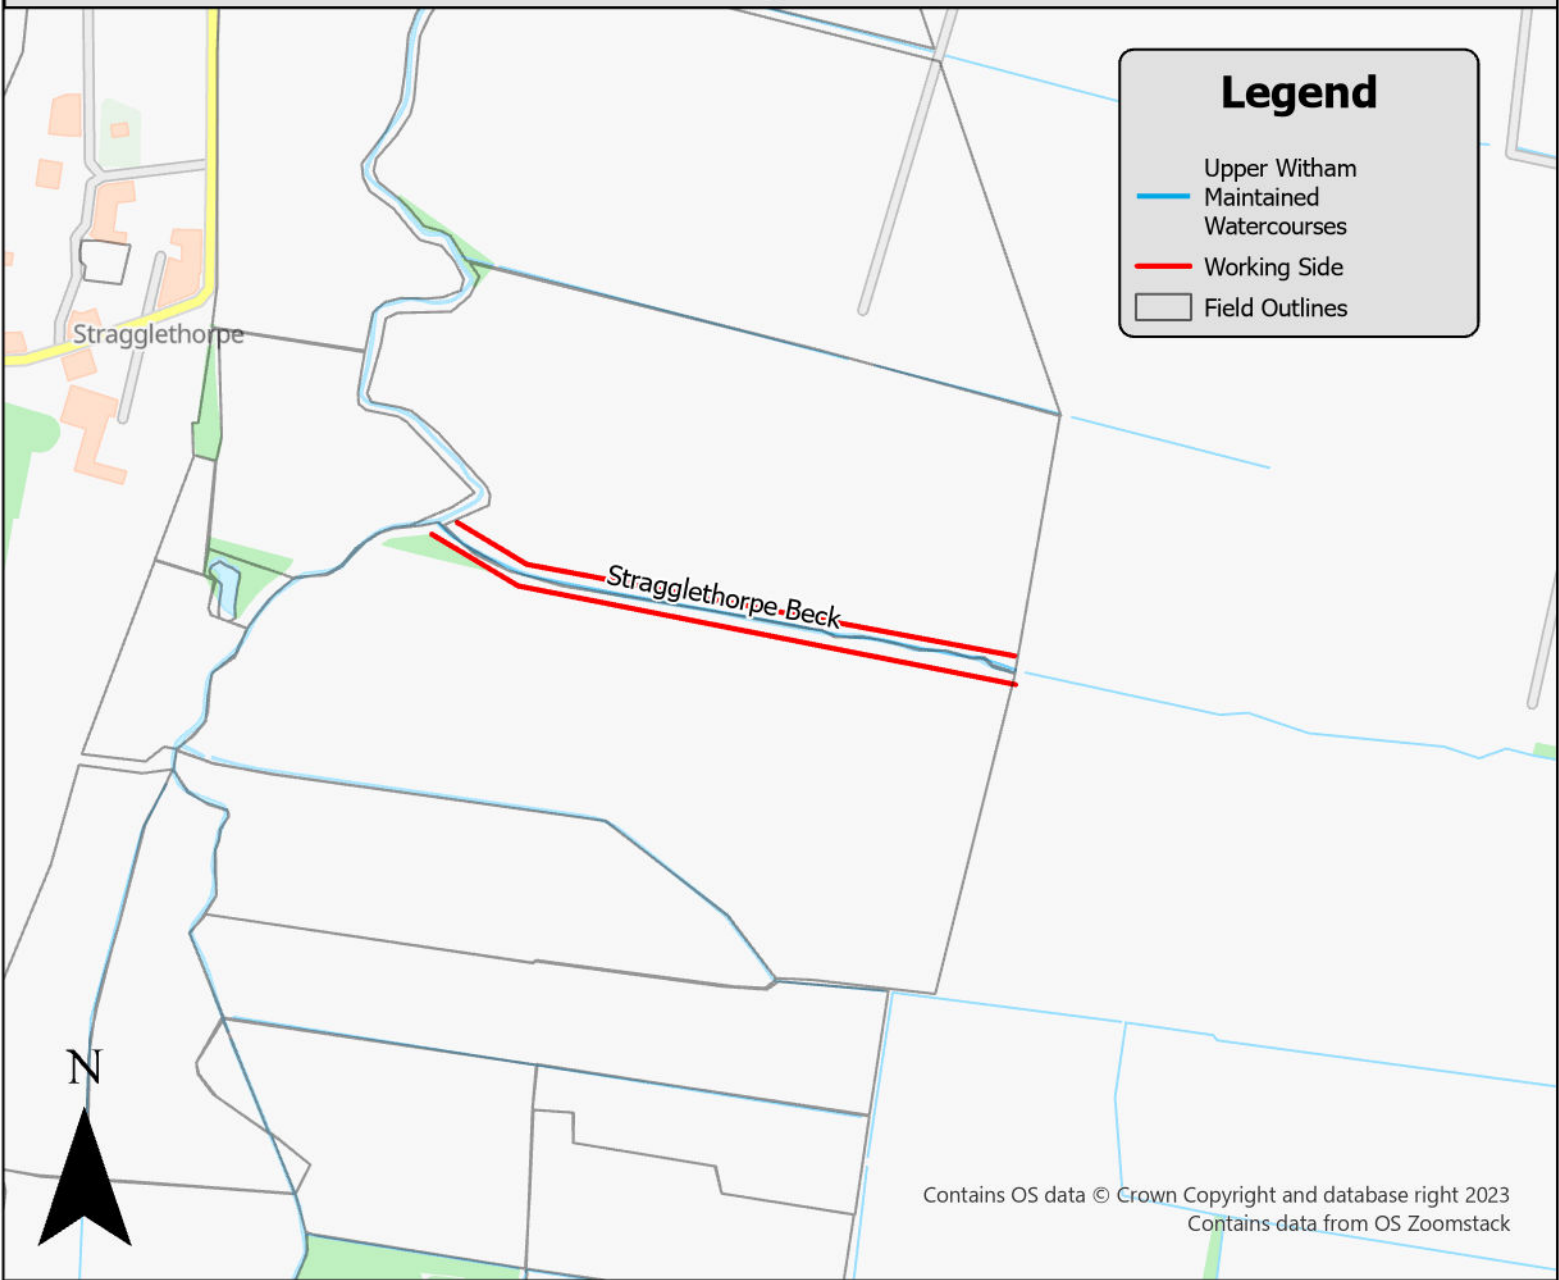 Legend
Upper Witham
Maintained
Watercourses
Working Side
Field Outlines
Stragglethorpe
Stragglethorpe Beck
N
Contains OS data © Crown Copyright and database right 2023
Contains data from OS Zoomstack